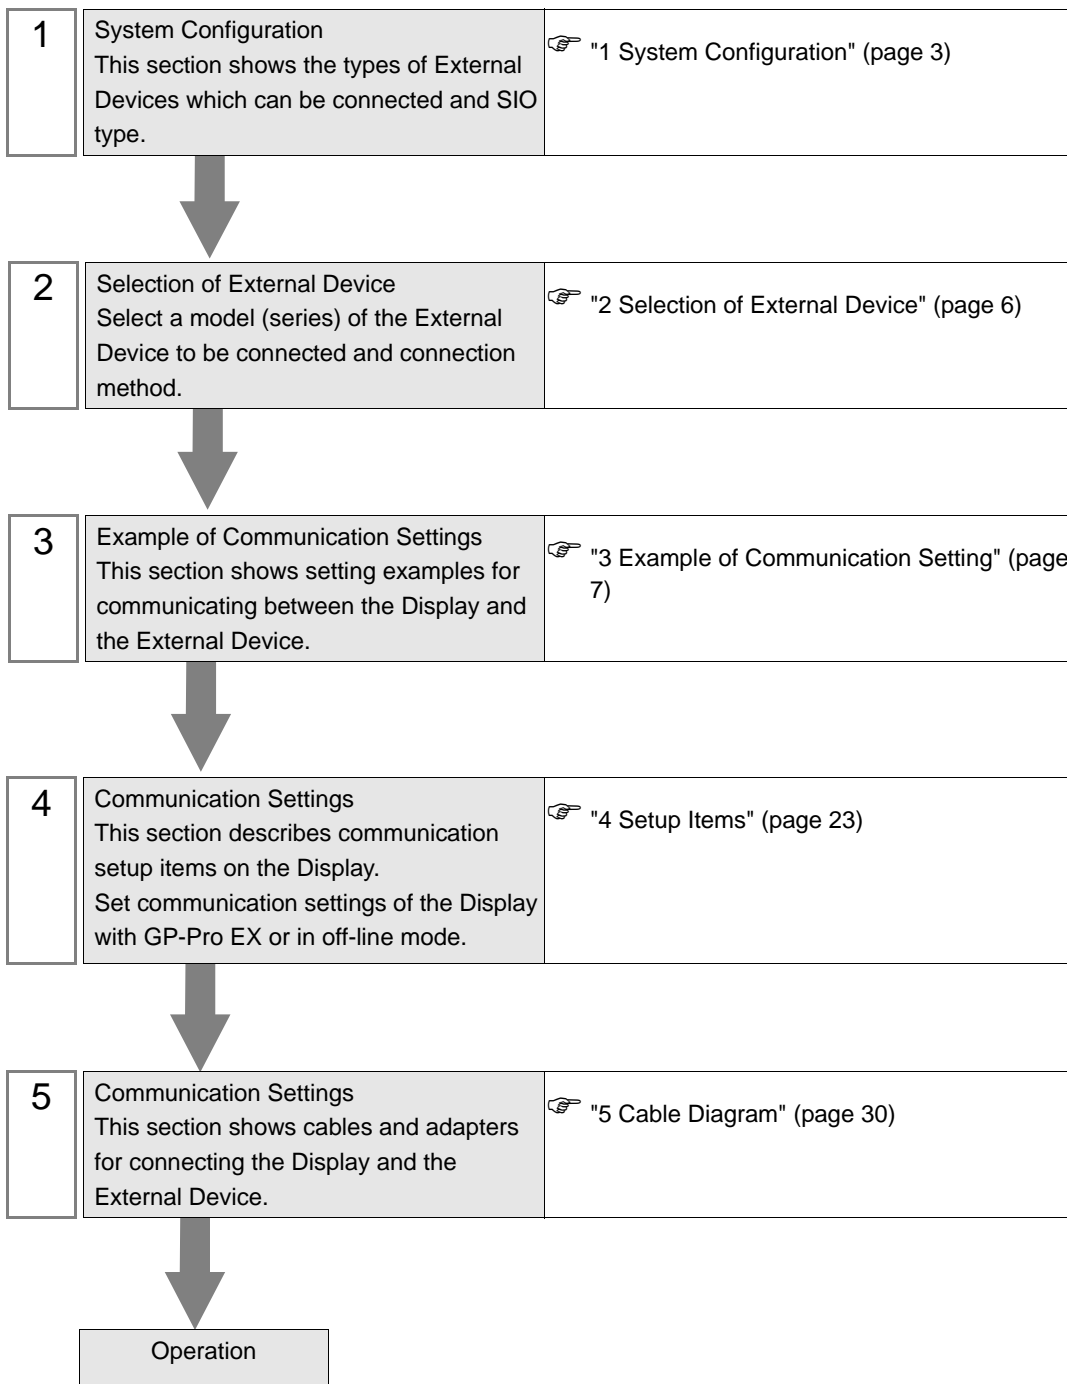 1
System Configuration
This section shows the types of External
Devices which can be connected and SIO
type.
"1 System Configuration" (page 3)
2
Selection of External Device
Select a model (series) of the External
Device to be connected and connection
method.
"2 Selection of External Device" (page 6)
3
Example of Communication Settings
This section shows setting examples for
communicating between the Display and
the External Device.
"3 Example of Communication Setting" (page
7)
4
Communication Settings
This section describes communication
setup items on the Display.
Set communication settings of the Display
with GP-Pro EX or in off-line mode.
"4 Setup Items" (page 23)
5
Communication Settings
This section shows cables and adapters
for connecting the Display and the
External Device.
"5 Cable Diagram" (page 30)
Operation